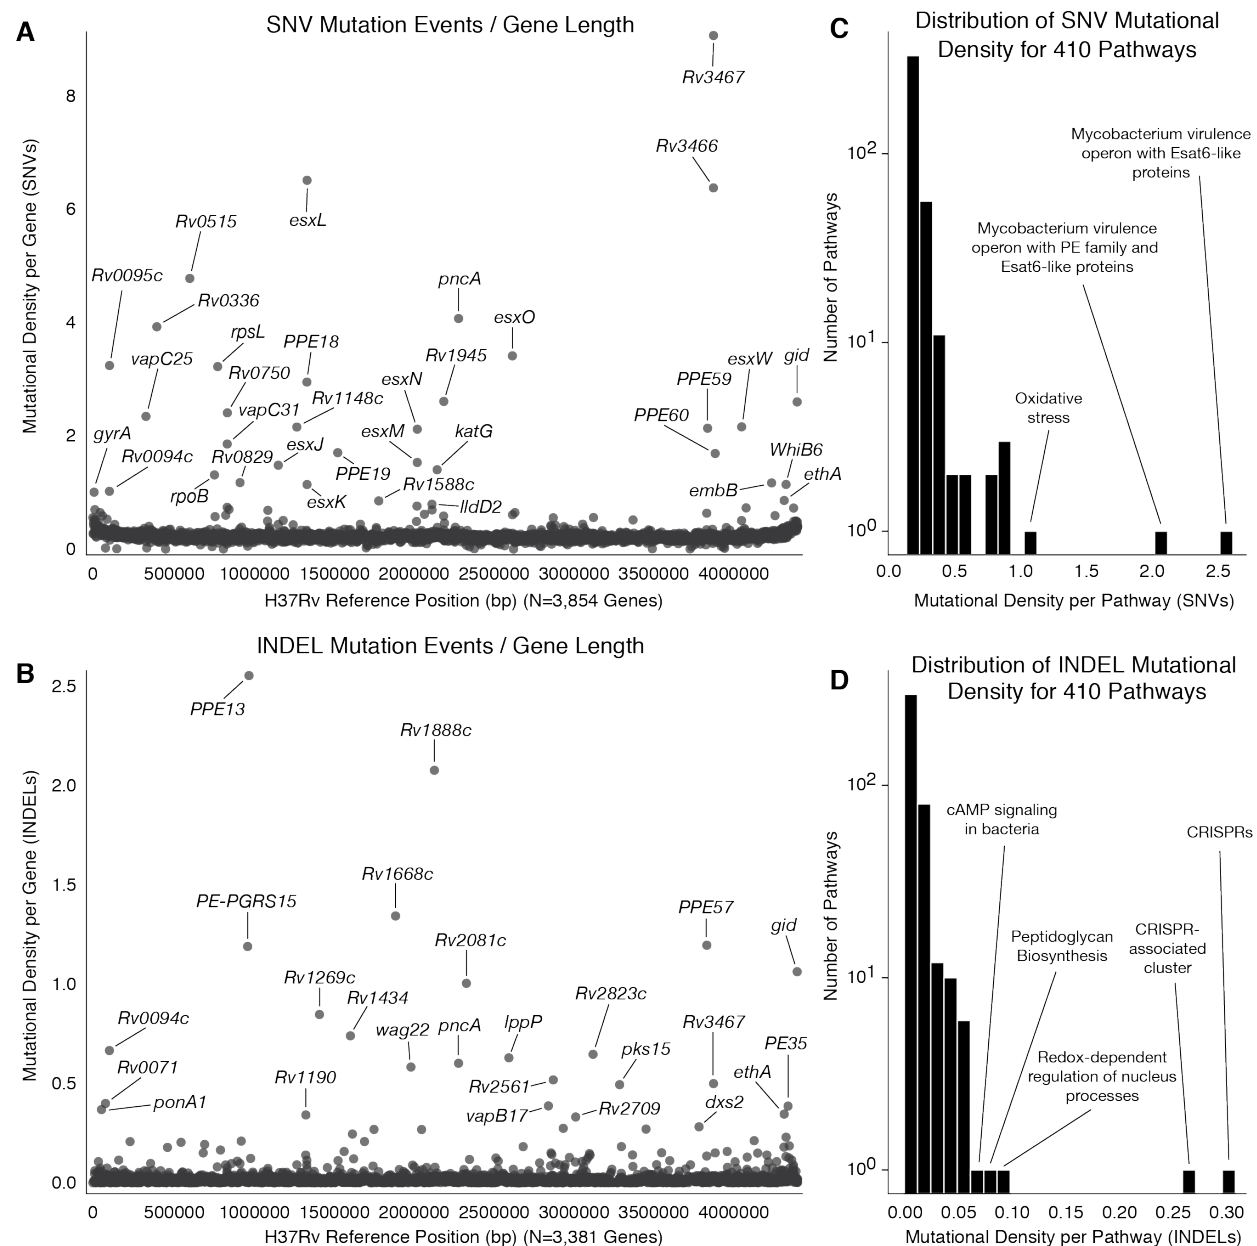 A
SNV Mutation Events / Gene Length
Mutational Density per Gene (SNVs)
8
6
4
2
0
Rv3467
Rv3466
esxL
Rv0515
Rv0095c
Rv0336
pncA
esxO
rpsL
PPE18
vapC25
Rv1945
esxW
gid
Rv0750
esxN
PPE59
Rv1148c
vapC31
PPE60
gyrA
esxM
katG
esxJ
Rv0094c
Rv0829
WhiB6
PPE19
ethA
Rv1588c
embB
rpoB
esxK
lldD2
0
500000
1000000
1500000
2000000
2500000
3000000
3500000
4000000
H37Rv Reference Position (bp) (N=3,854 Genes)
C
Distribution of SNV Mutational
Density for 410 Pathways
Number of Pathways
10²
10¹
10⁰
Mycobacterium virulence
operon with Esat6-like
proteins
Mycobacterium virulence
operon with PE family and
Esat6-like proteins
Oxidative
stress
0.0
0.5
1.0
1.5
2.0
2.5
Mutational Density per Pathway (SNVs)
B
INDEL Mutation Events / Gene Length
Mutational Density per Gene (INDELs)
2.5
2.0
1.5
1.0
0.5
0.0
PPE13
Rv1888c
Rv1668c
PE-PGRS15
PPE57
gid
Rv2081c
Rv1269c
Rv1434
Rv2823c
Rv0094c
wag22
pncA
lppP
Rv3467
pks15
PE35
Rv0071
ethA
Rv1190
Rv2561
ponA1
dxs2
vapB17
Rv2709
0
500000
1000000
1500000
2000000
2500000
3000000
3500000
4000000
H37Rv Reference Position (bp) (N=3,381 Genes)
D
Distribution of INDEL Mutational
Density for 410 Pathways
Number of Pathways
10²
10¹
10⁰
cAMP signaling
in bacteria
CRISPRs
Peptidoglycan
Biosynthesis
CRISPR-
associated
cluster
Redox-dependent
regulation of nucleus
processes
0.00
0.05
0.10
0.15
0.20
0.25
0.30
Mutational Density per Pathway (INDELs)